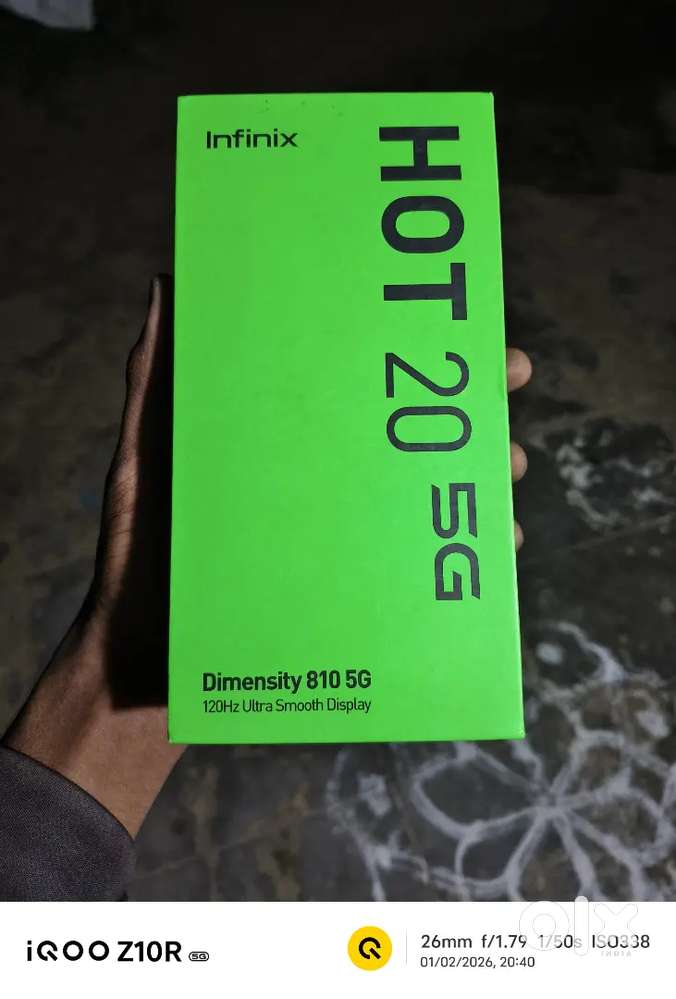 Infinix
HOT 20 5G
Dimensity 810 5G
120Hz Ultra Smooth Display
iQOO Z10R 5G
26mm f/1.79 1/50s ISO338
01/02/2026, 20:40
olx
INDIA